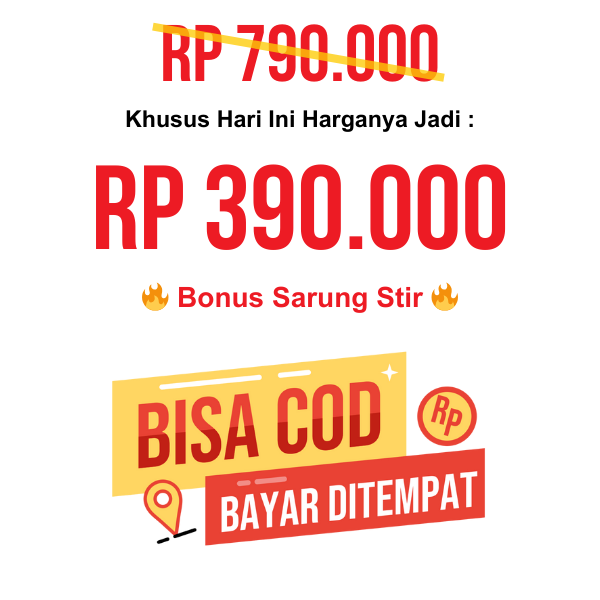 RP 790.000
Khusus Hari Ini Harganya Jadi :
RP 390.000
🔥 Bonus Sarung Stir 🔥
BISA COD
Rp
BAYAR DITEMPAT